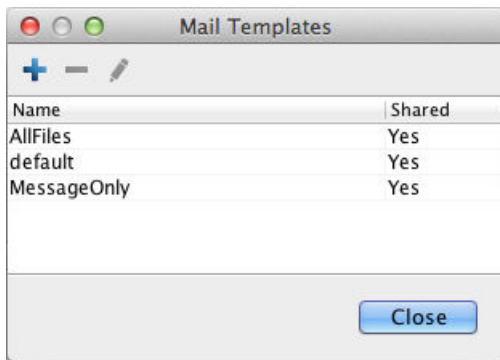 Mail Templates
Name Shared
AllFiles Yes
default Yes
MessageOnly Yes
Close